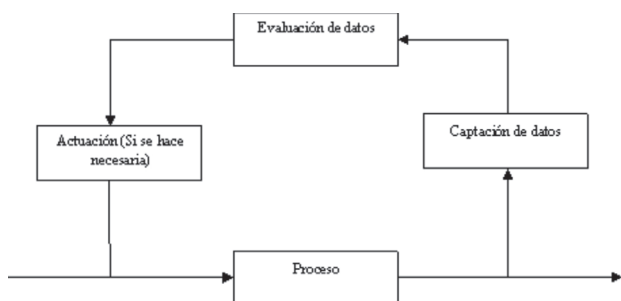 Evaluación de datos
Actuación (Si se hace
necesaria)
Captación de datos
Proceso